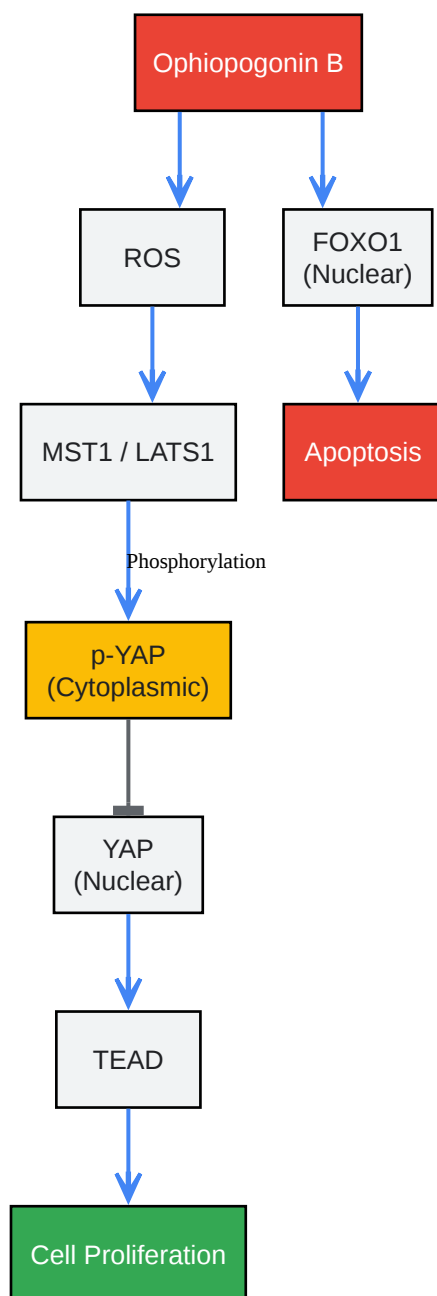 Ophiopogonin B
ROS
FOXO1
(Nuclear)
MST1 / LATS1
Apoptosis
Phosphorylation
p-YAP
(Cytoplasmic)
YAP
(Nuclear)
TEAD
Cell Proliferation